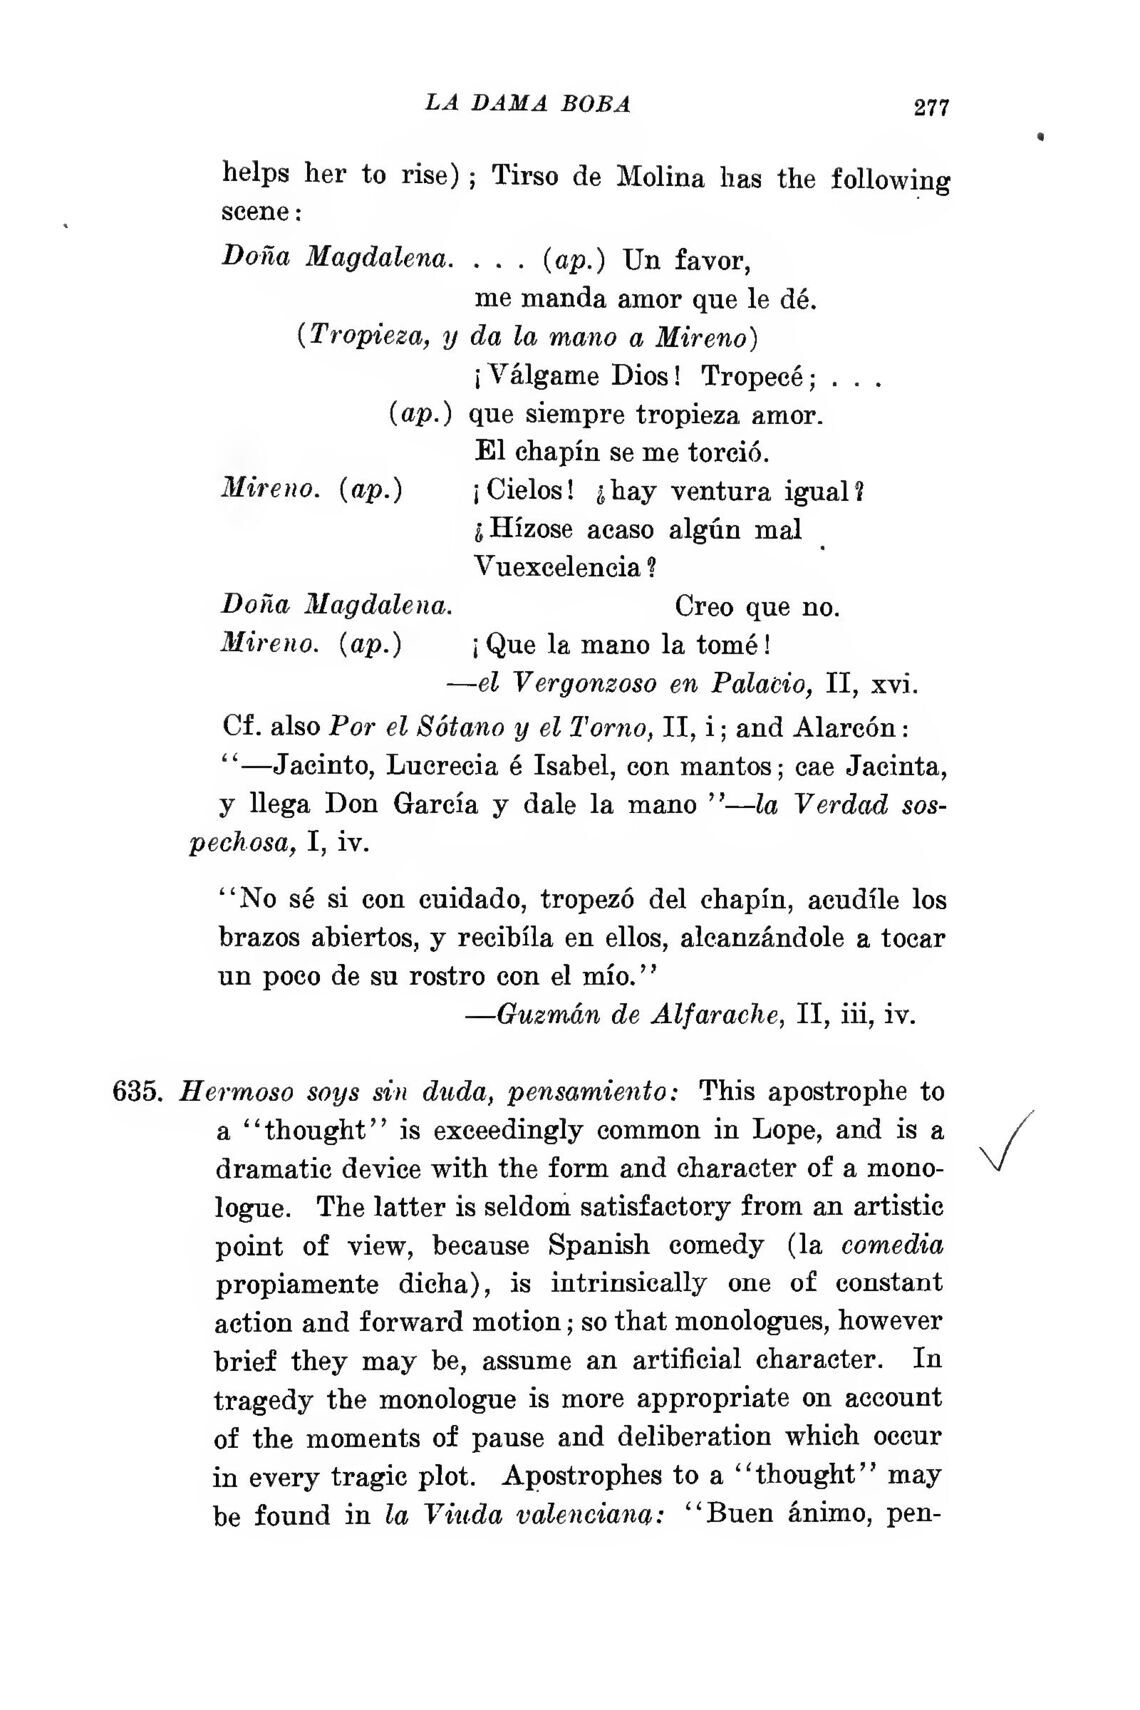 LA DAMA BOBA 277
helps her to rise) ; Tirso de Molina has the following
scene :
Doña Magdalena. . . . (ap.) Un favor,
me manda amor que le dé.
(Tropieza, y da la mano a Mireno)
¡ Válgame Dios ! Tropecé ; . . .
(ap.) que siempre tropieza amor.
El chapín se me torció.
Mireno. (ap.) ¡ Cielos ! ¿ hay ventura igual ?
¿ Hízose acaso algún mal
Vuexcelencia ?
Doña Magdalena. Creo que no.
Mireno. (ap.) ¡ Que la mano la tomé !
—el Vergonzoso en Palacio, II, xvi.
Cf. also Por el Sótano y el Torno, II, i ; and Alarcón :
“—Jacinto, Lucrecia é Isabel, con mantos ; cae Jacinta,
y llega Don García y dale la mano ”—la Verdad sos-
pechosa, I, iv.
“No sé si con cuidado, tropezó del chapín, acudíle los
brazos abiertos, y recibíla en ellos, alcanzándole a tocar
un poco de su rostro con el mío.”
—Guzmán de Alfarache, II, iii, iv.
635. Hermoso soys sin duda, pensamiento: This apostrophe to
a “thought” is exceedingly common in Lope, and is a
dramatic device with the form and character of a mono-
logue. The latter is seldom satisfactory from an artistic
point of view, because Spanish comedy (la comedia
propiamente dicha), is intrinsically one of constant
action and forward motion ; so that monologues, however
brief they may be, assume an artificial character. In
tragedy the monologue is more appropriate on account
of the moments of pause and deliberation which occur
in every tragic plot. Apostrophes to a “thought” may
be found in la Viuda valenciana: “Buen ánimo, pen-